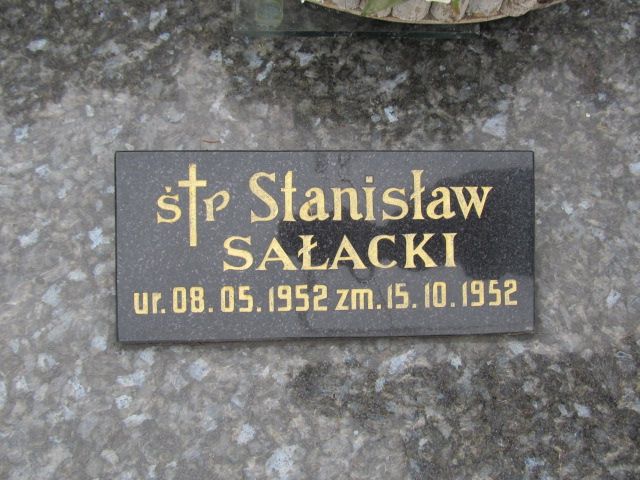 ś†p Stanisław
SAŁACKI
ur. 08. 05. 1952 zm. 15. 10. 1952